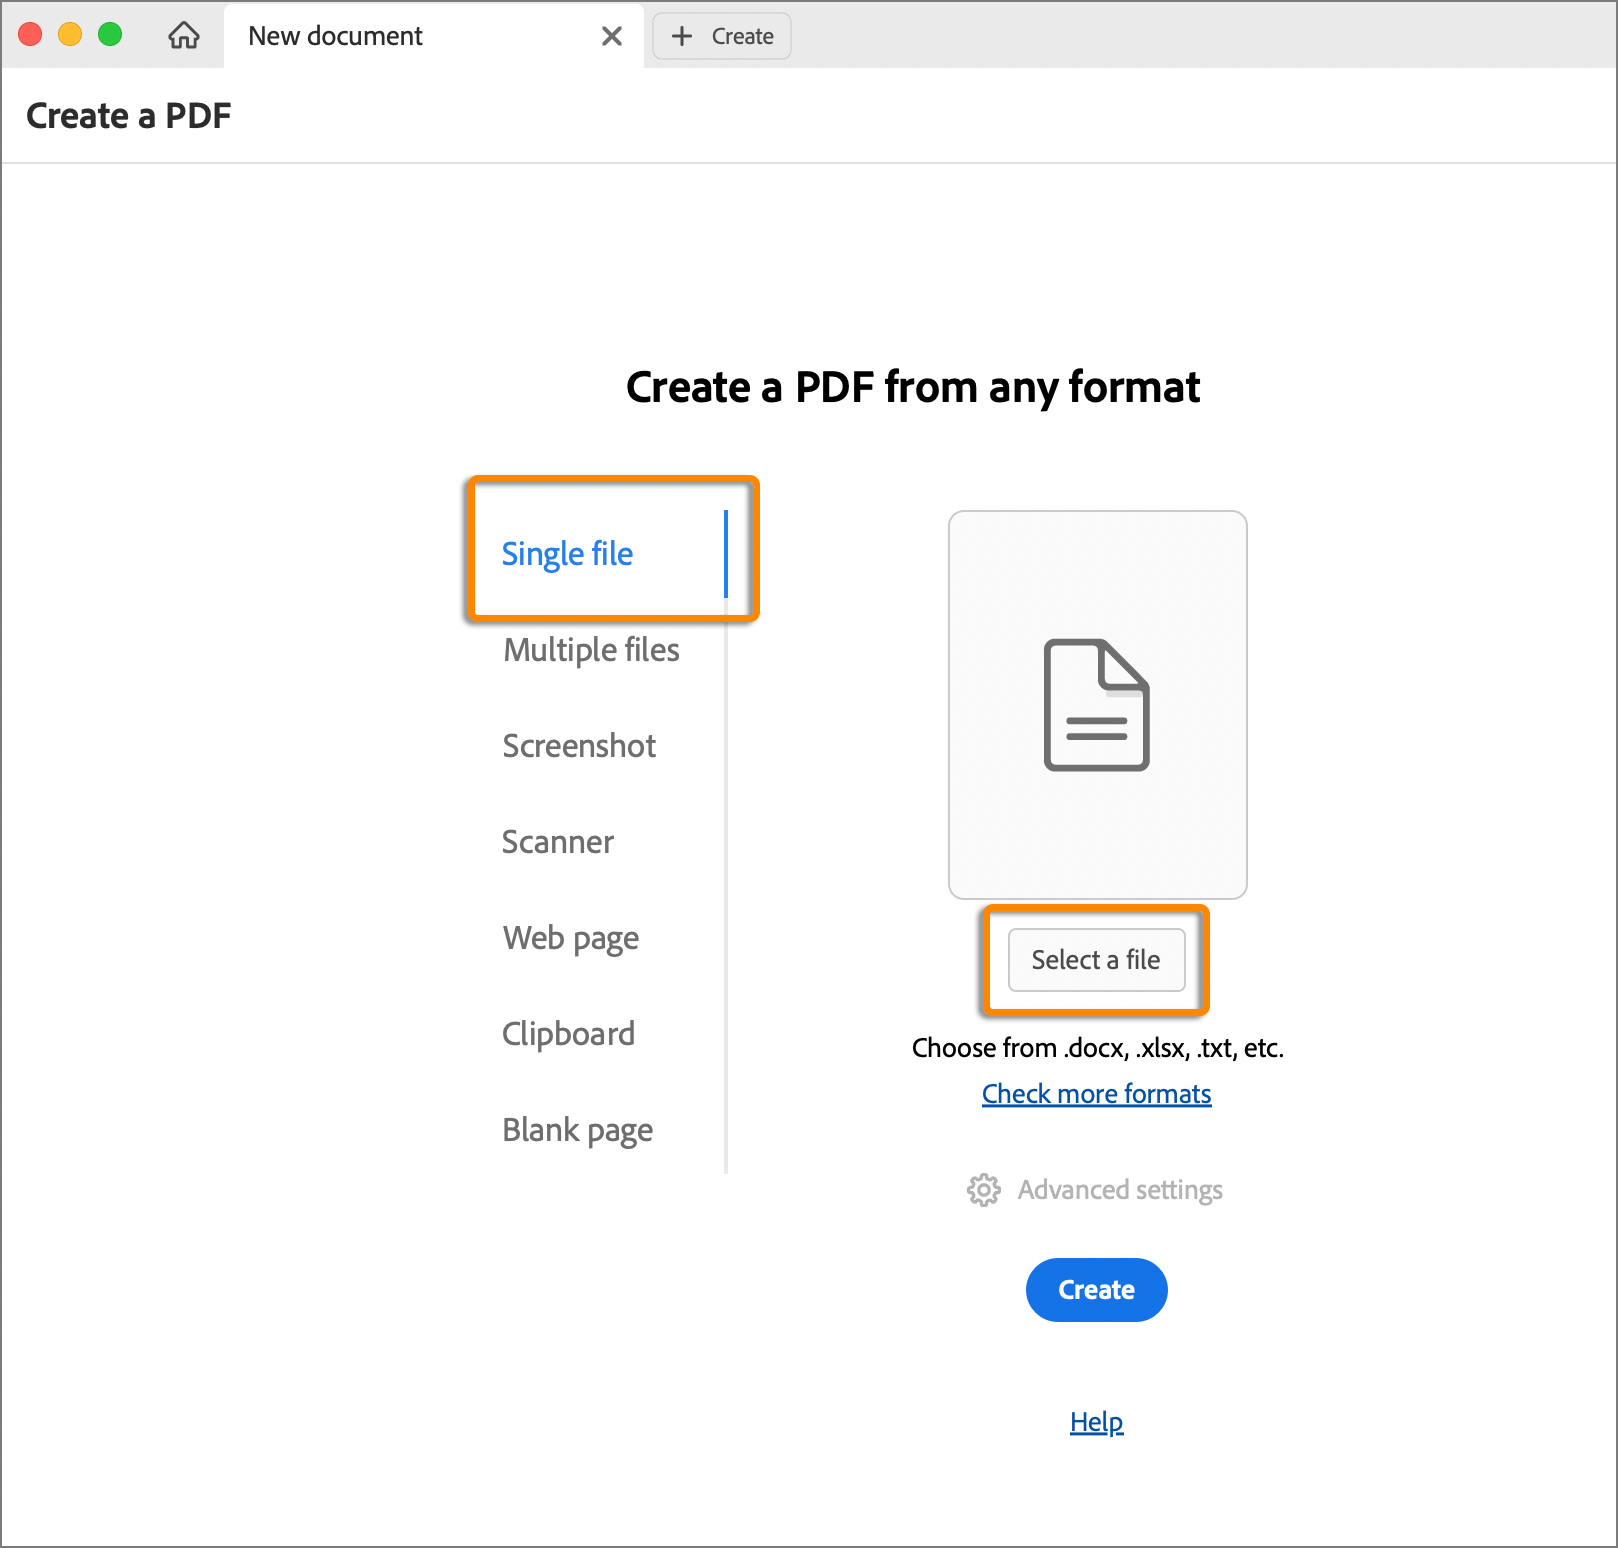 New document
Create
Create a PDF
Create a PDF from any format
Single file
Multiple files
Screenshot
Scanner
Web page
Clipboard
Blank page
Select a file
Choose from .docx, .xlsx, .txt, etc.
Check more formats
Advanced settings
Create
Help